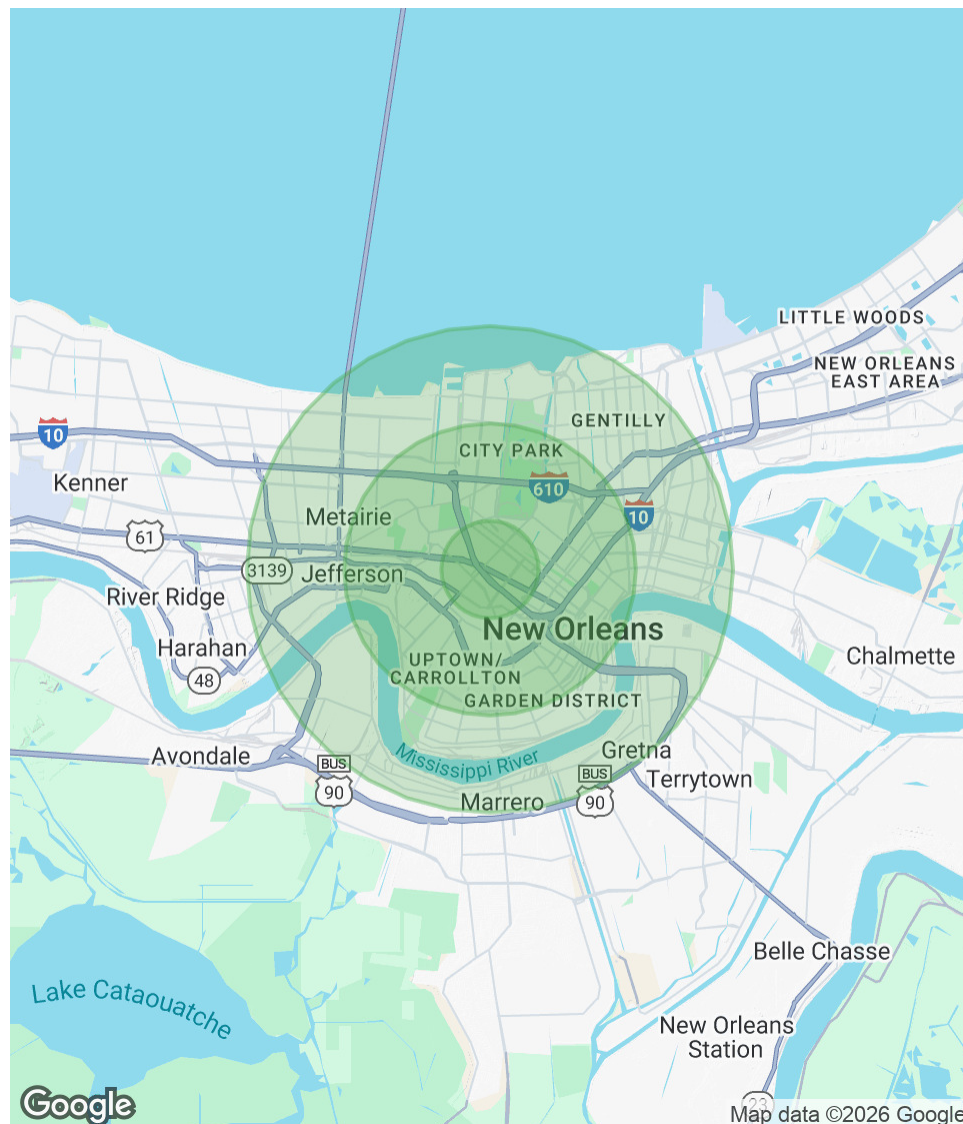 LITTLE WOODS
NEW ORLEANS
EAST AREA
GENTILLY
10
CITY PARK
Kenner
610
10
Metairie
61
3139
Jefferson
River Ridge
New Orleans
Harahan
48
UPTOWN/
CARROLLTON
Chalmette
GARDEN DISTRICT
Avondale
Mississippi River
Gretna
BUS
90
BUS
90
Terrytown
Marrero
Belle Chasse
Lake Cataouatche
New Orleans
Station
23
Google
Map data ©2026 Google